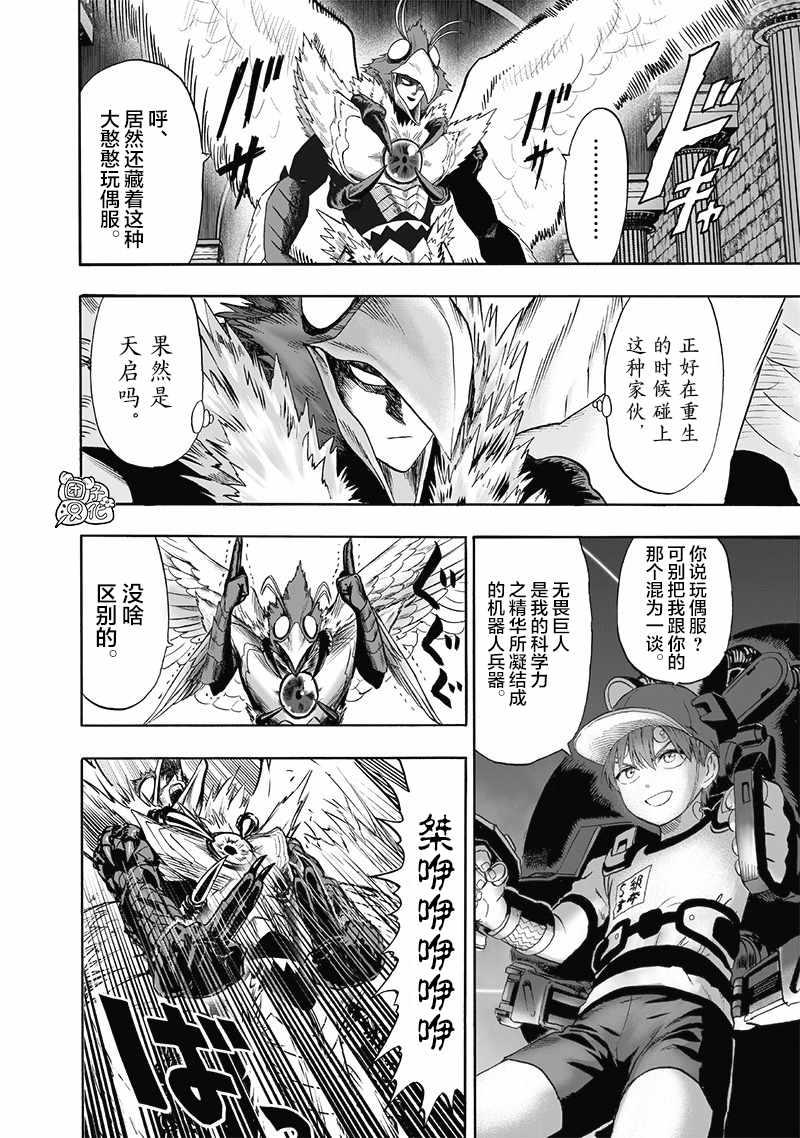 ドギャ
………
バサ
バサ
呼、
居然还藏着这种
大憨憨玩偶服。
正好在重生
的时候碰上
这种家伙，
果然是
天启吗。
你说玩偶服？
可别把我跟你的
那个混为一谈。
无畏巨人
是我的科学力
之精华所凝结成
的机器人兵器。
ぐぐぐ
没啥
区别的。
桀咿咿咿咿咿
ばっ